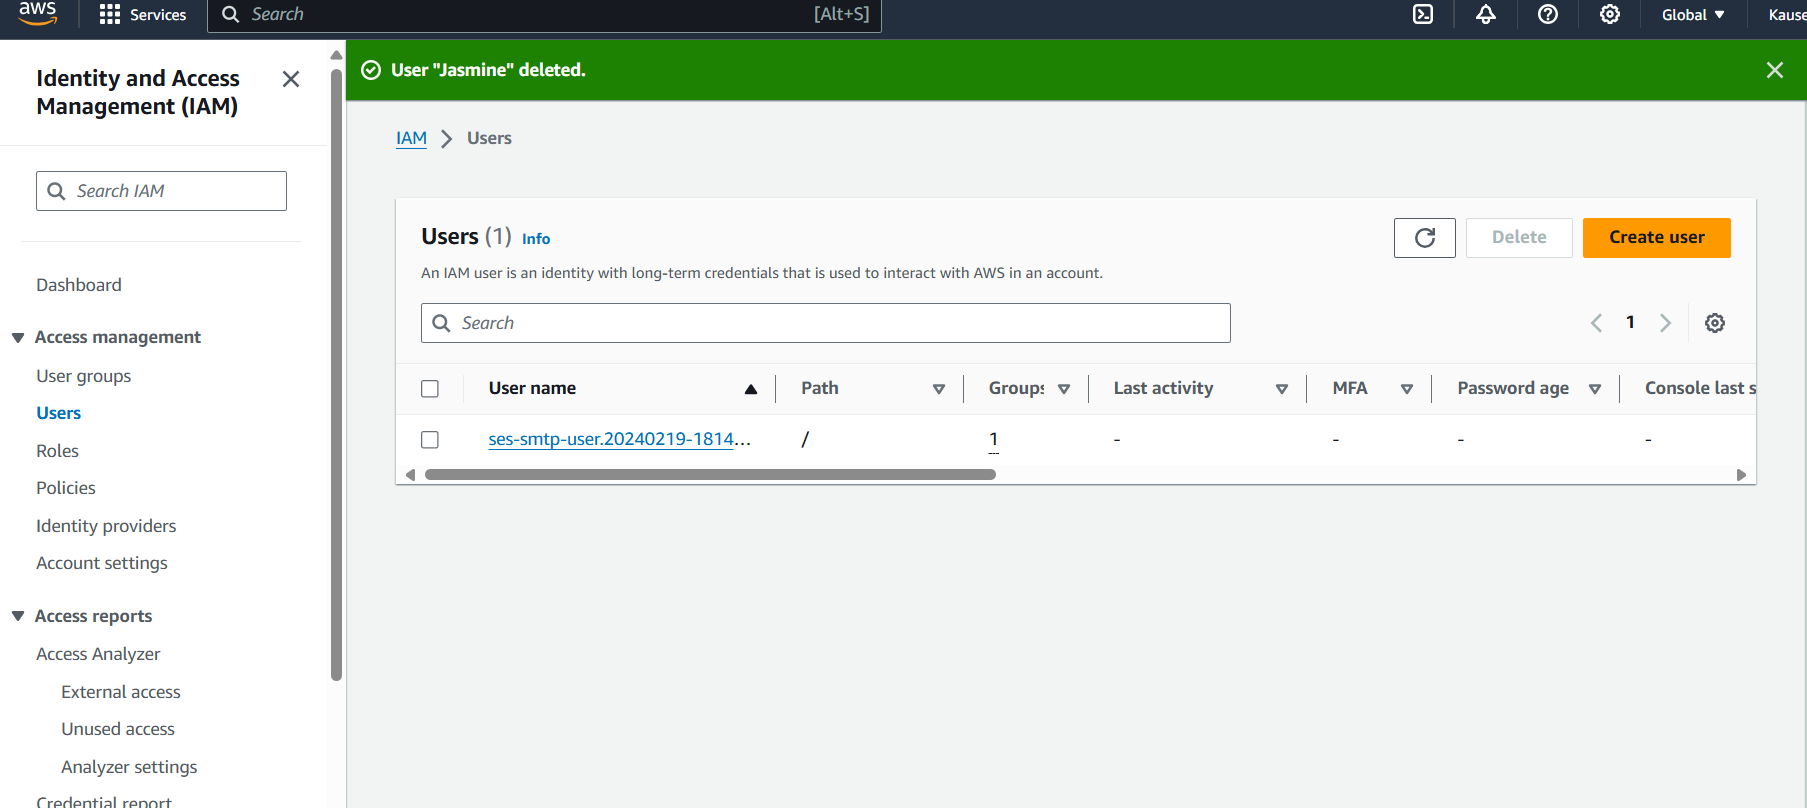 aws
Services
Search
[Alt+S]
Global
Kause
Identity and Access
Management (IAM)
Search IAM
Dashboard
Access management
User groups
Users
Roles
Policies
Identity providers
Account settings
Access reports
Access Analyzer
External access
Unused access
Analyzer settings
Credential report
User "Jasmine" deleted.
IAM > Users
Users (1) Info
Delete
Create user
An IAM user is an identity with long-term credentials that is used to interact with AWS in an account.
Search
1
User name Path Groups Last activity MFA Password age Console last s
ses-smtp-user.20240219-1814... / 1 - - - -